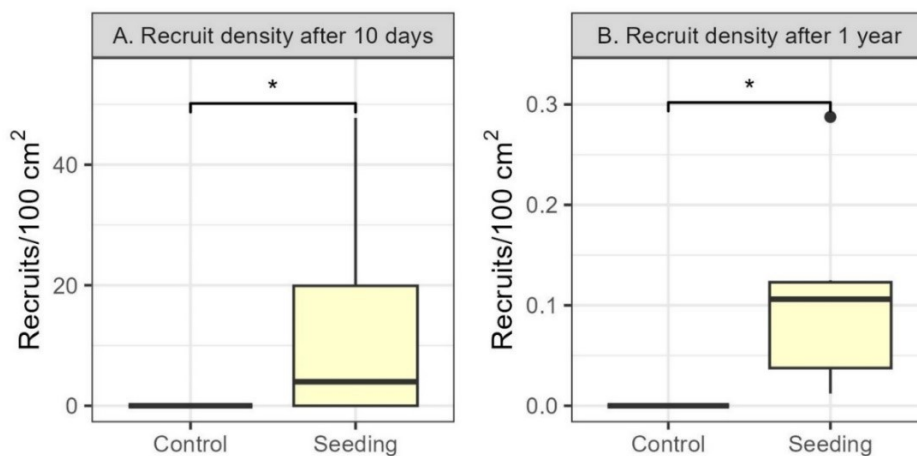 A. Recruit density after 10 days
*
Recruits/100 cm²
40
20
0
Control Seeding
B. Recruit density after 1 year
*
Recruits/100 cm²
0.3
0.2
0.1
0.0
Control Seeding